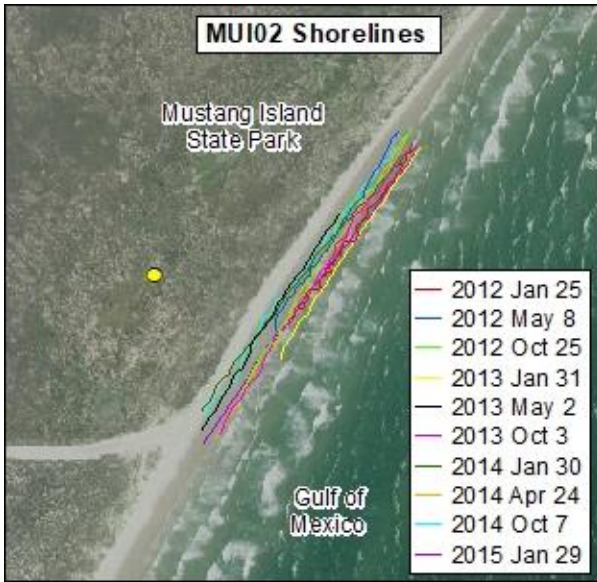 MUI02 Shorelines
Mustang Island
State Park
2012 Jan 25
2012 May 8
2012 Oct 25
2013 Jan 31
2013 May 2
2013 Oct 3
2014 Jan 30
2014 Apr 24
2014 Oct 7
2015 Jan 29
Gulf of
Mexico